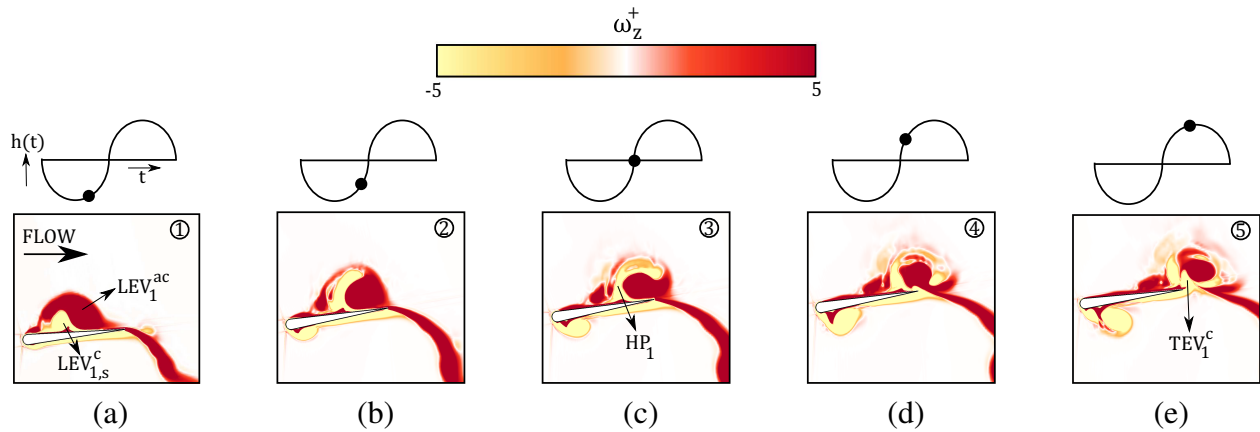 ω_z^+
-5 5
h(t)
t
① ② ③ ④ ⑤
FLOW
LEV_1^ac
LEV_1,s^c
HP_1
TEV_1^c
(a) (b) (c) (d) (e)